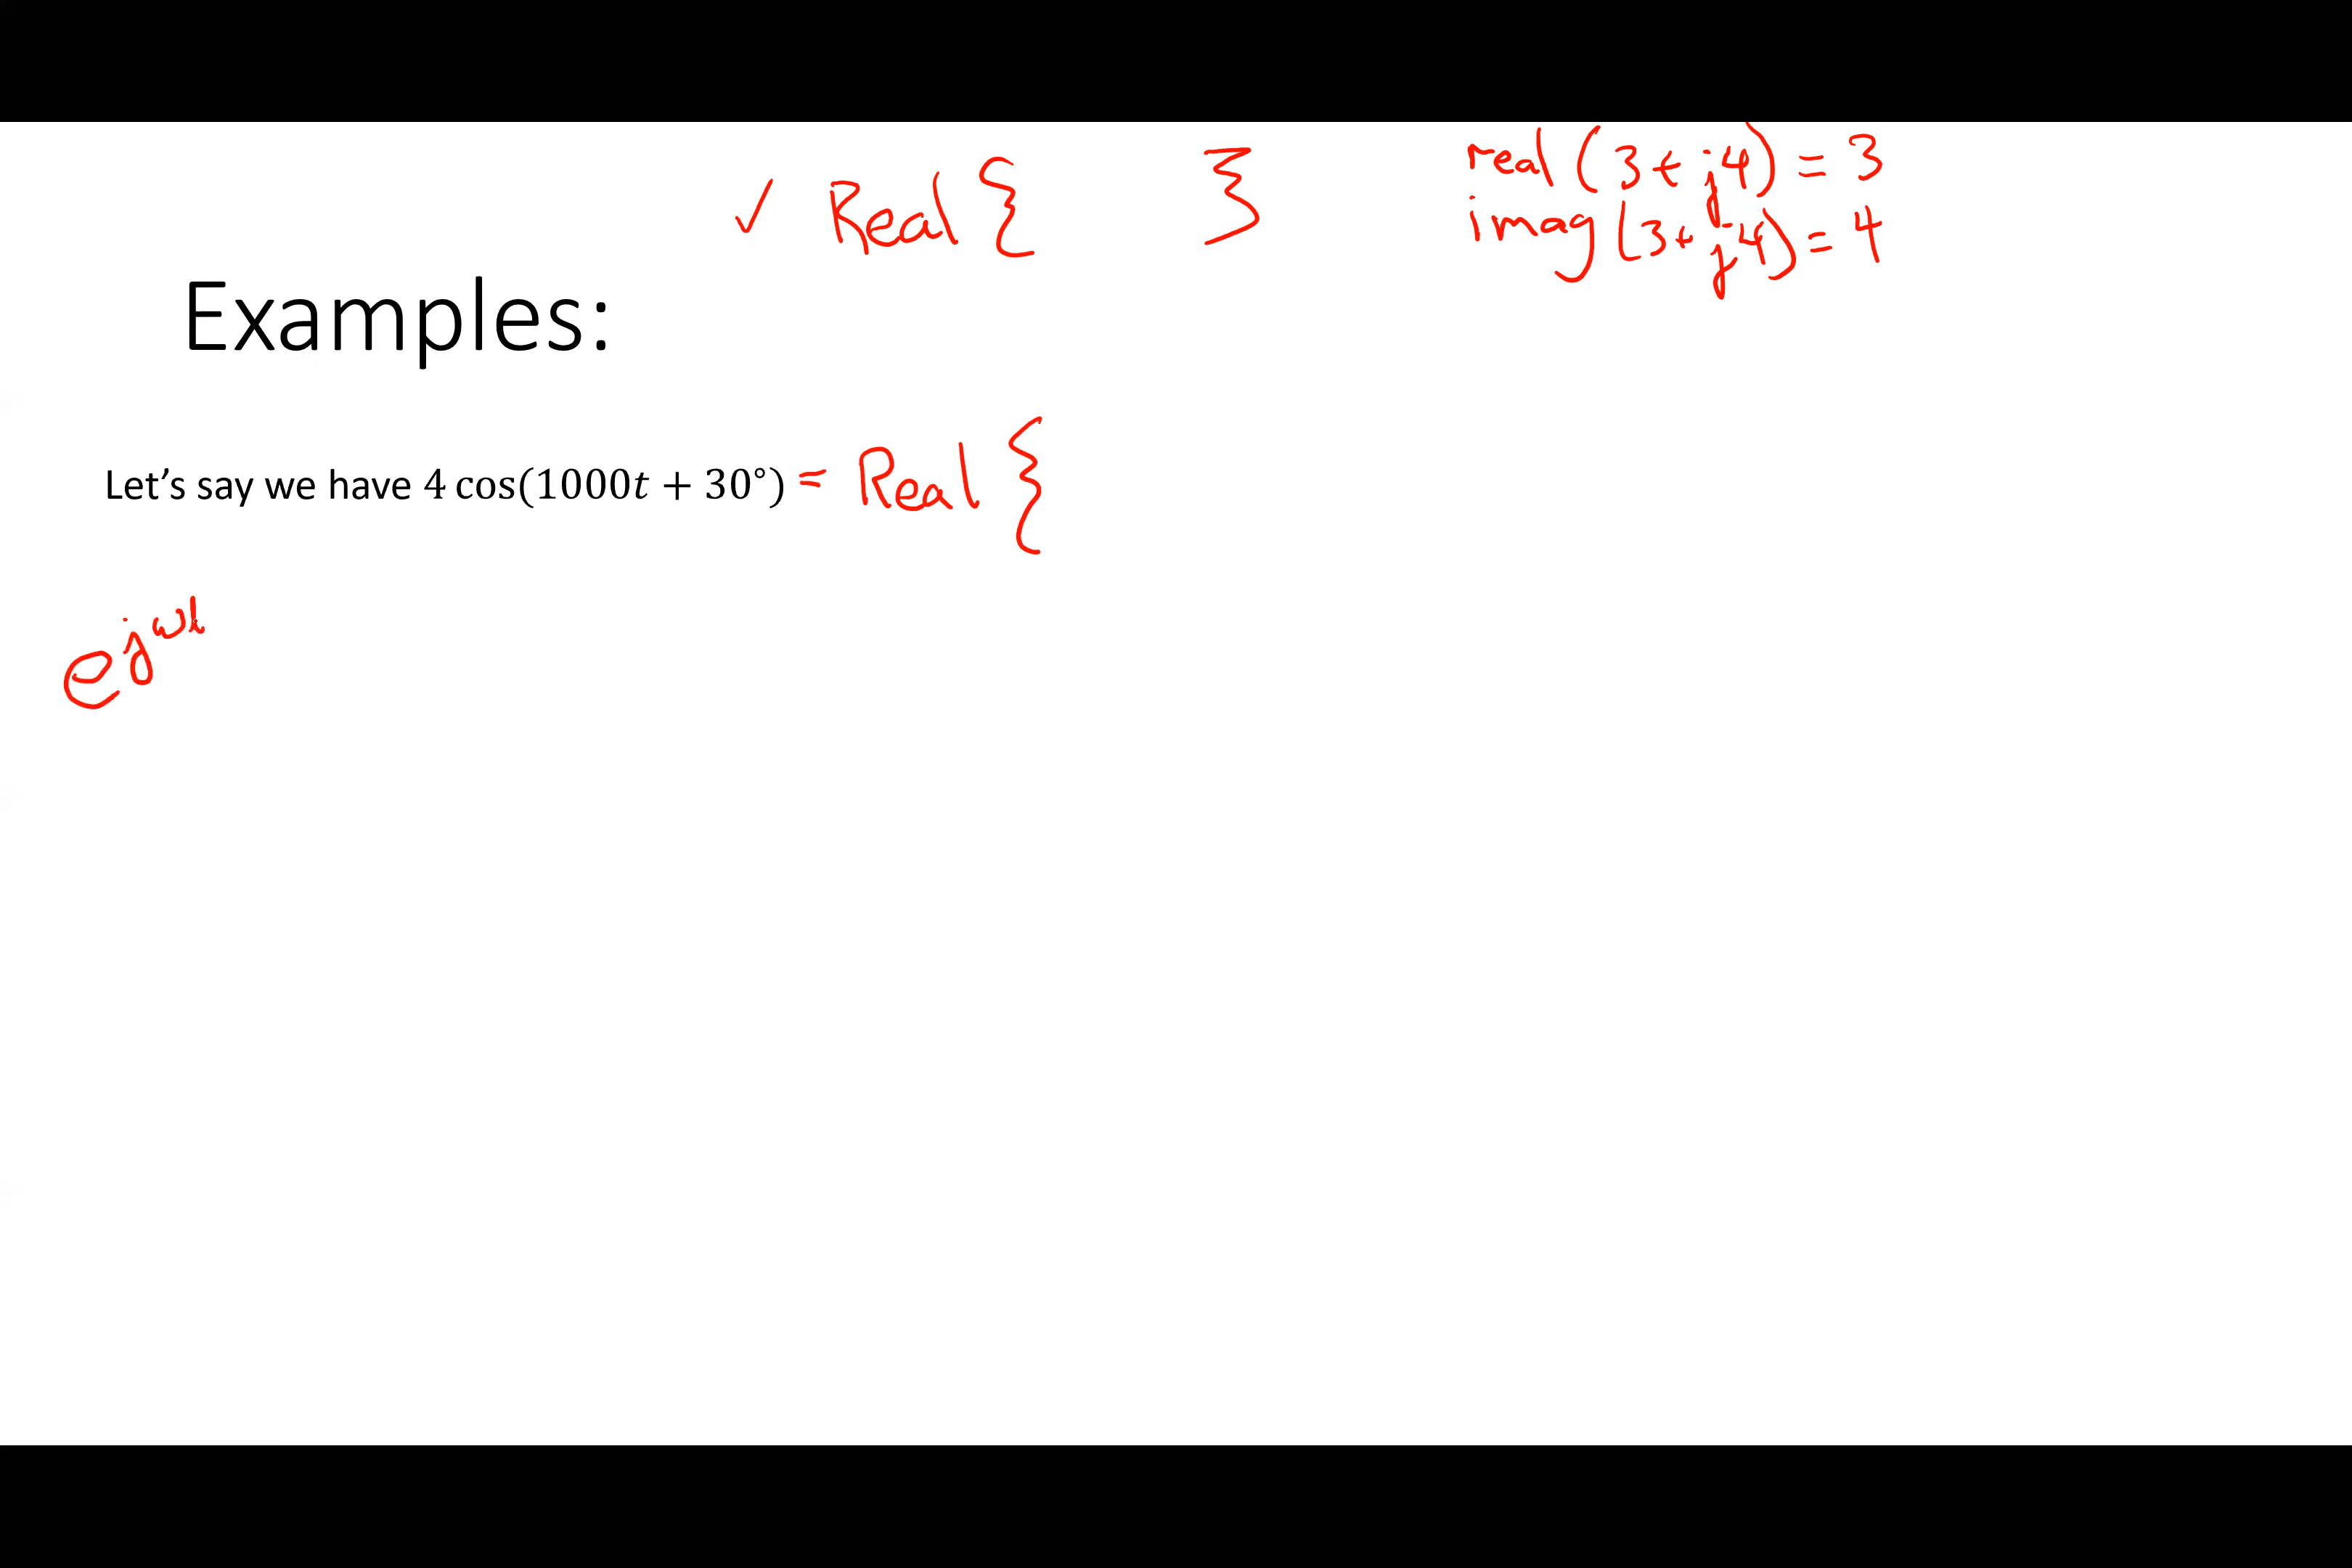 ✓ Real {    }
real (3 + j4) = 3
imag (3 + j4) = 4
Examples:
Let's say we have 4 cos(1000t + 30°) = Real {
e^jωt